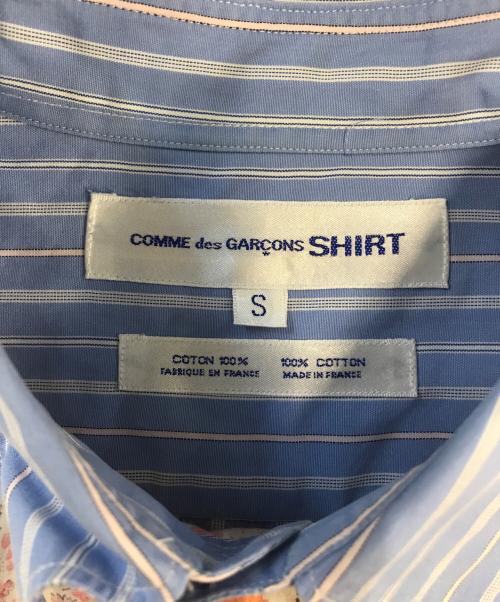 COMME des GARÇONS SHIRT
S
COTON 100% 100% COTTON
FABRIQUE EN FRANCE MADE IN FRANCE